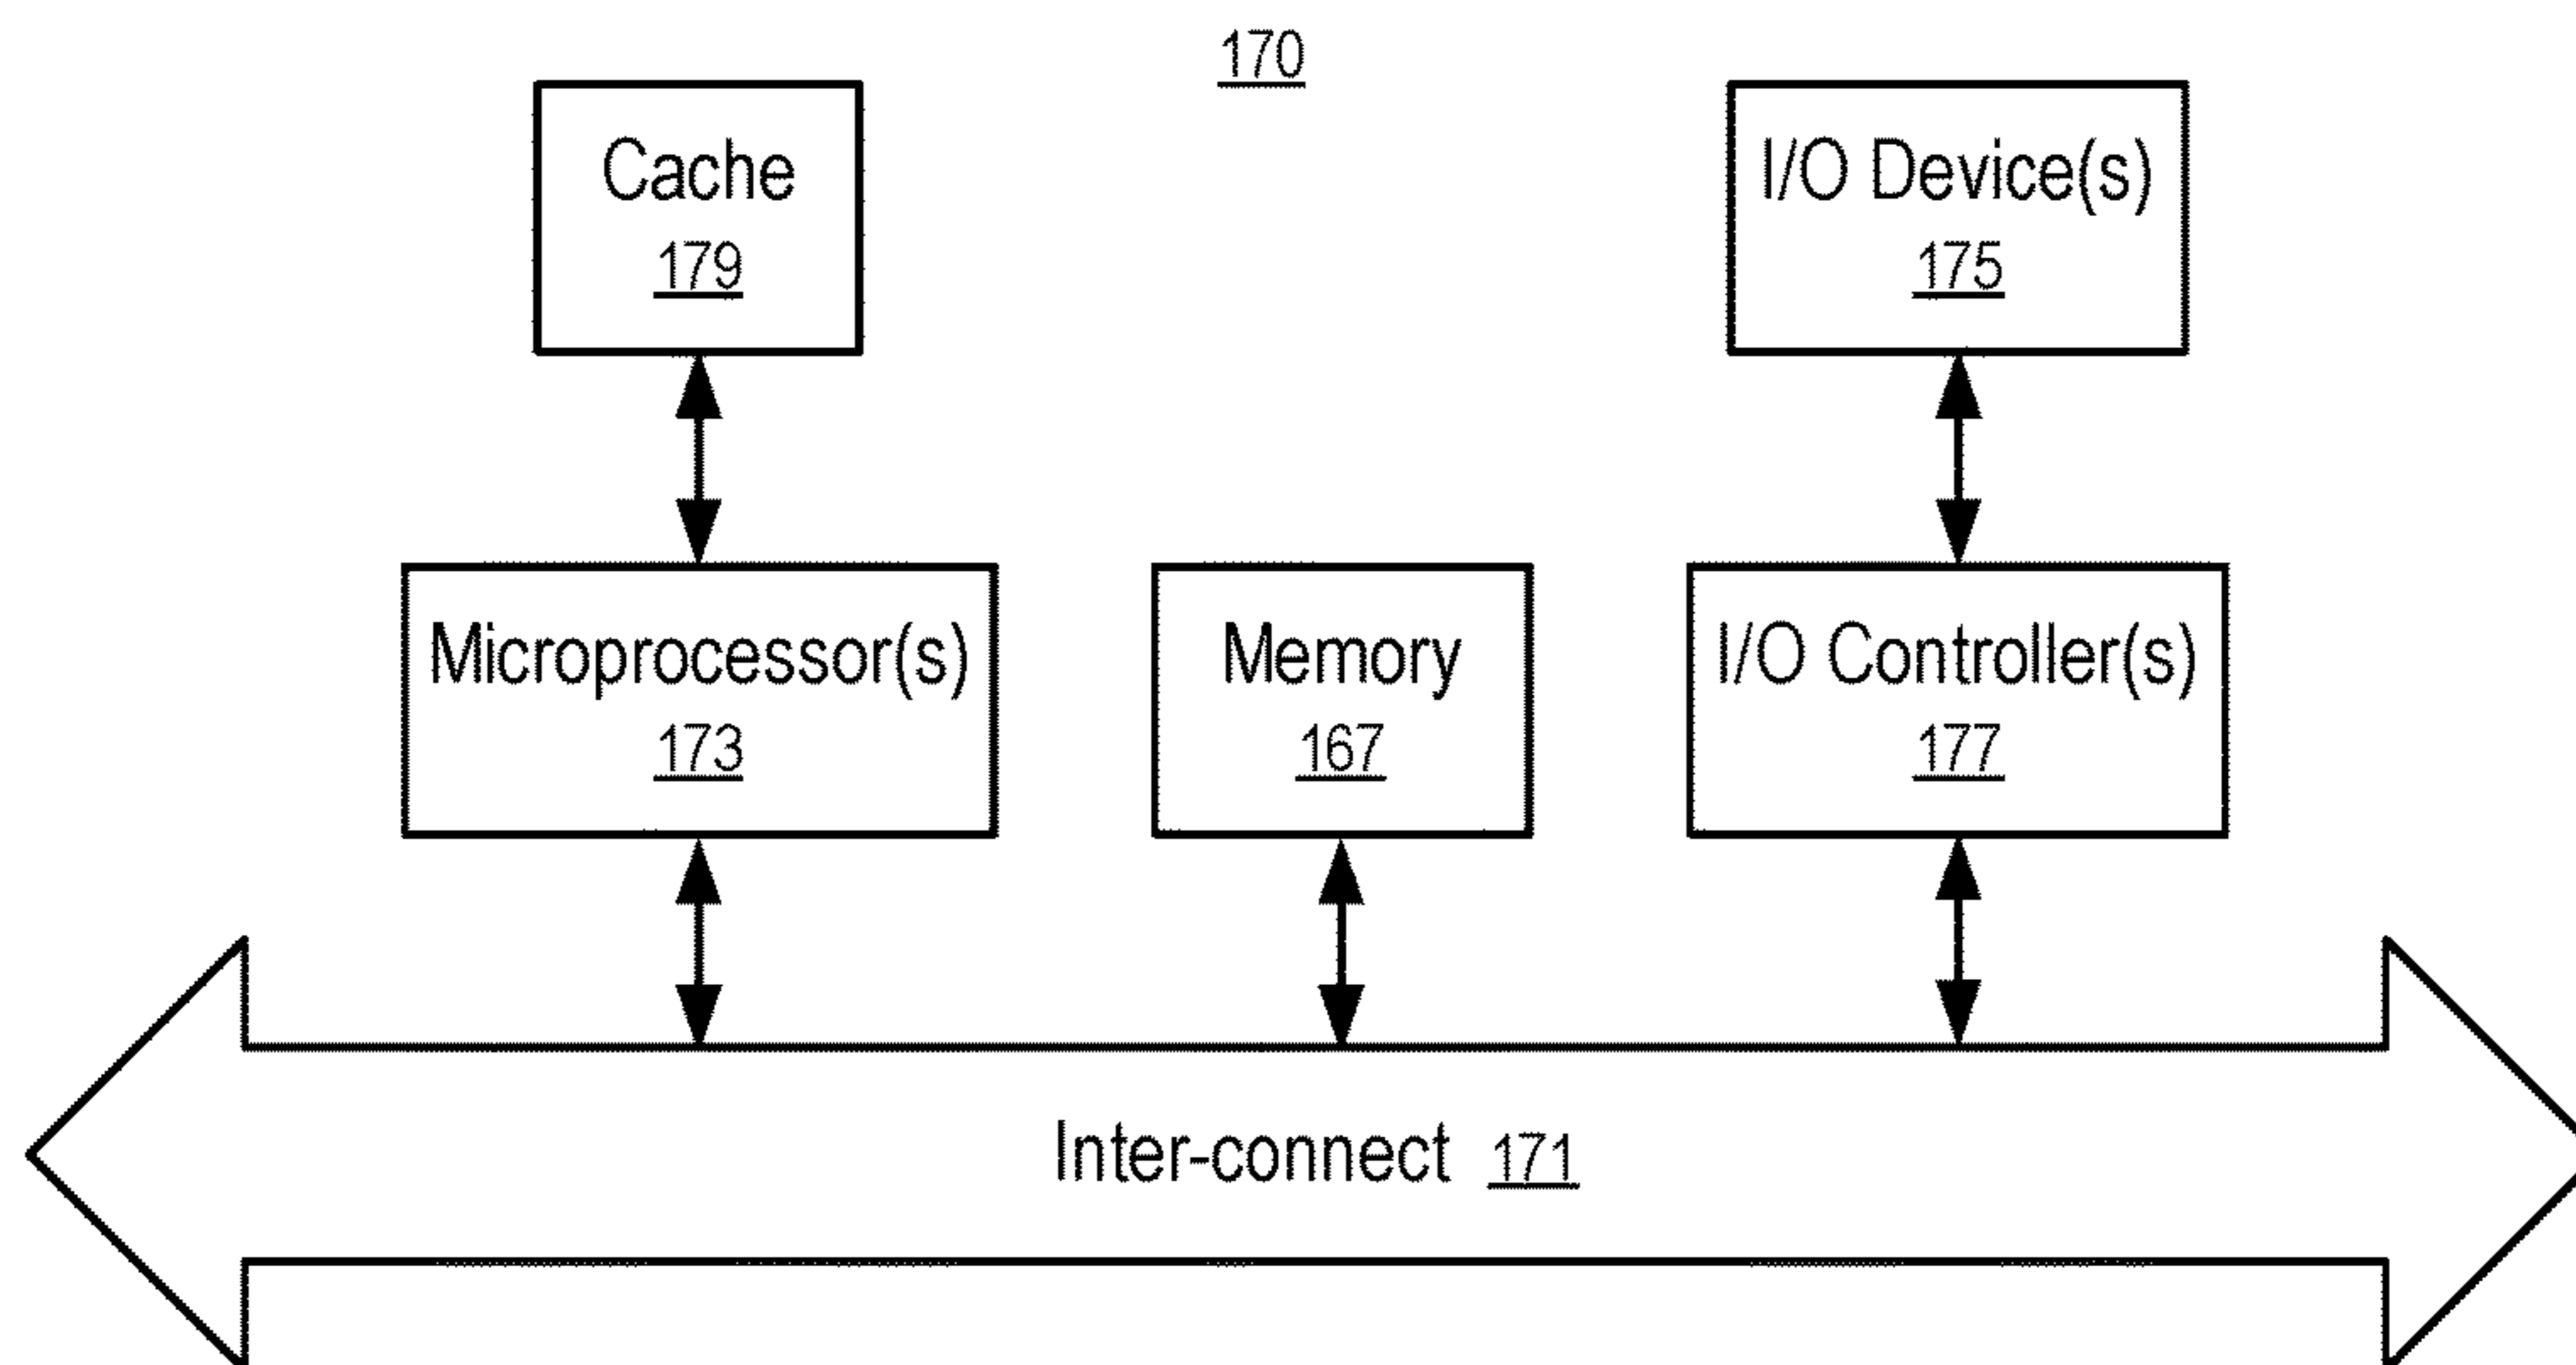 170
Cache
179
I/O Device(s)
175
Microprocessor(s)
173
Memory
167
I/O Controller(s)
177
Inter-connect 171